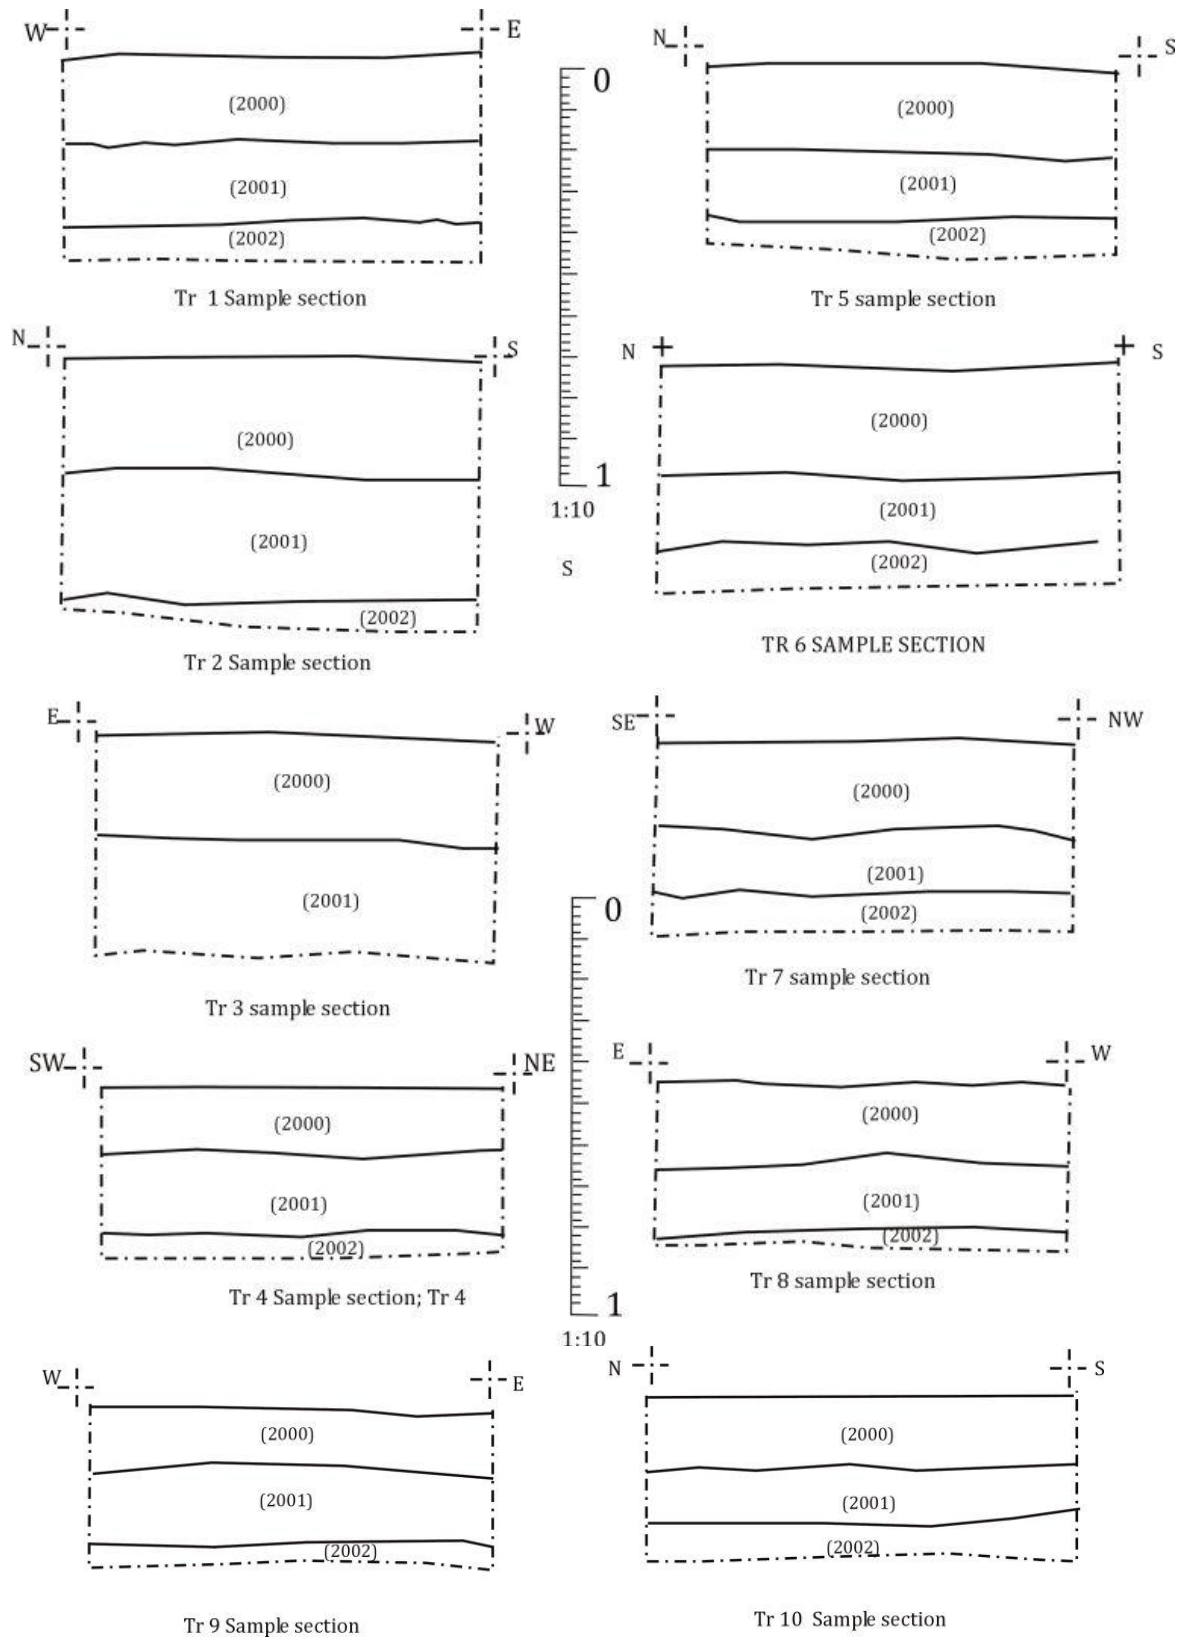 W E
(2000)
(2001)
(2002)
Tr 1 Sample section
N S
(2000)
(2001)
(2002)
Tr 2 Sample section
E W
(2000)
(2001)
Tr 3 sample section
SW NE
(2000)
(2001)
(2002)
Tr 4 Sample section; Tr 4
W E
(2000)
(2001)
(2002)
Tr 9 Sample section
0
1
1:10
S
0
1
1:10
N S
(2000)
(2001)
(2002)
Tr 5 sample section
N S
(2000)
(2001)
(2002)
TR 6 SAMPLE SECTION
SE NW
(2000)
(2001)
(2002)
Tr 7 sample section
E W
(2000)
(2001)
(2002)
Tr 8 sample section
N S
(2000)
(2001)
(2002)
Tr 10 Sample section